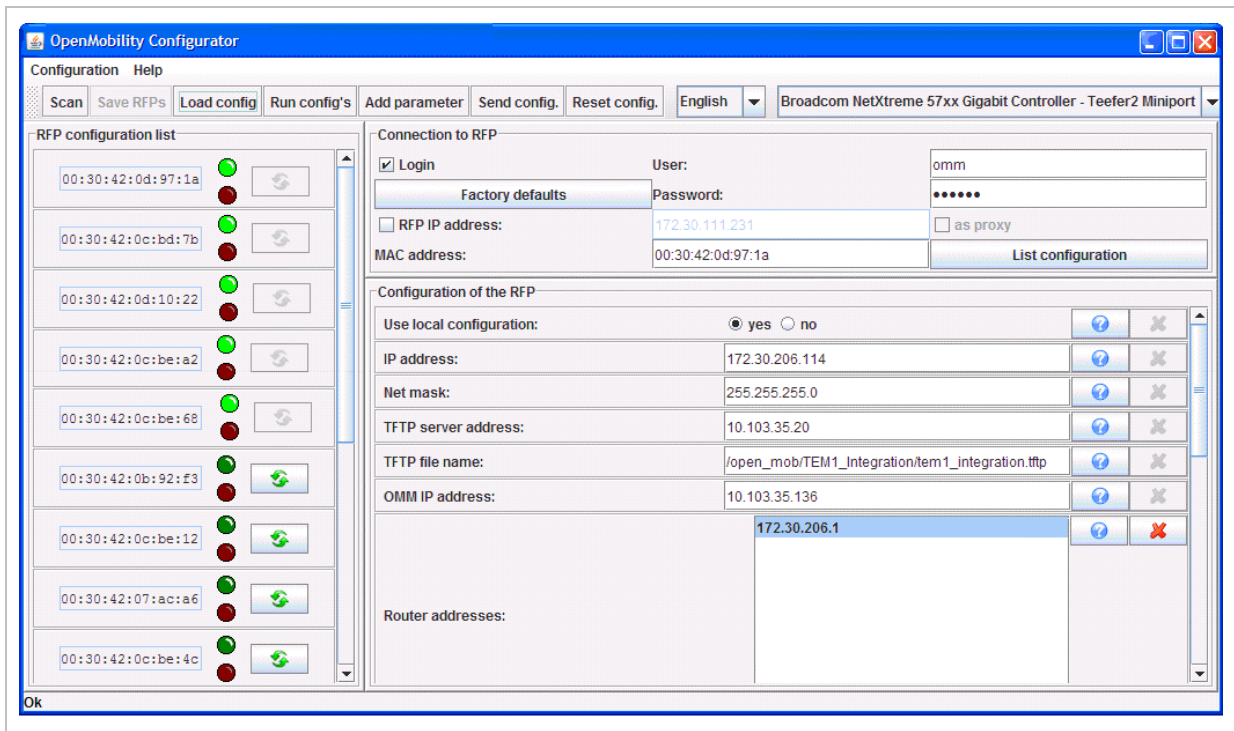 OpenMobility Configurator
Configuration Help
Scan Save RFPs Load config Run config's Add parameter Send config. Reset config. English Broadcom NetXtreme 57xx Gigabit Controller - Teefer2 Miniport
RFP configuration list
00:30:42:0d:97:1a
00:30:42:0c:bd:7b
00:30:42:0d:10:22
00:30:42:0c:be:a2
00:30:42:0c:be:68
00:30:42:0b:92:f3
00:30:42:0c:be:12
00:30:42:07:ac:a6
00:30:42:0c:be:4c
Connection to RFP
Login User: omm
Factory defaults Password: ••••••
RFP IP address: 172.30.111.231 as proxy
MAC address: 00:30:42:0d:97:1a List configuration
Configuration of the RFP
Use local configuration: yes no
IP address: 172.30.206.114
Net mask: 255.255.255.0
TFTP server address: 10.103.35.20
TFTP file name: /open_mob/TEM1_Integration/tem1_integration.tftp
OMM IP address: 10.103.35.136
172.30.206.1
Router addresses:
Ok